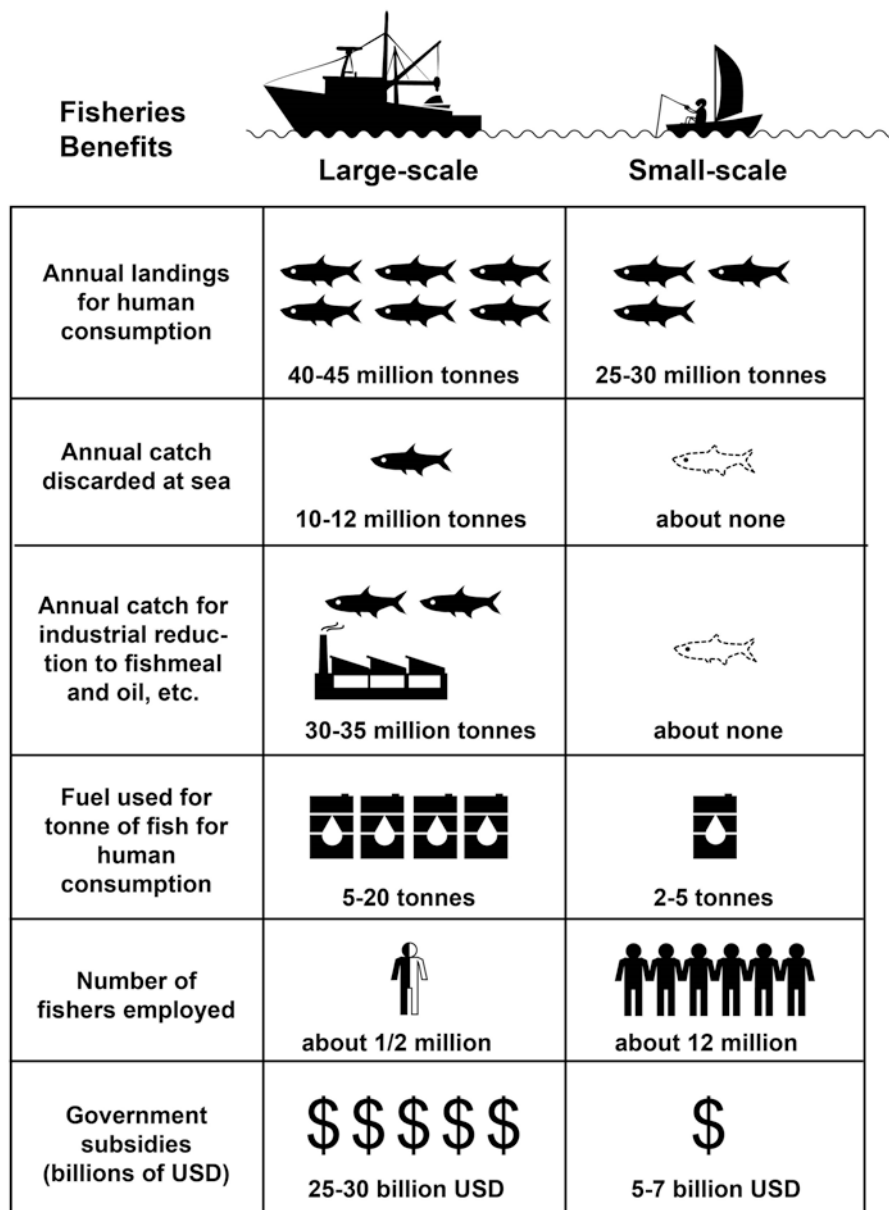 Fisheries
Benefits
Large-scale
Small-scale
Annual landings
for human
consumption
40-45 million tonnes
25-30 million tonnes
Annual catch
discarded at sea
10-12 million tonnes
about none
Annual catch for
industrial reduc-
tion to fishmeal
and oil, etc.
30-35 million tonnes
about none
Fuel used for
tonne of fish for
human
consumption
5-20 tonnes
2-5 tonnes
Number of
fishers employed
about 1/2 million
about 12 million
Government
subsidies
(billions of USD)
$ $ $ $ $
25-30 billion USD
$
5-7 billion USD